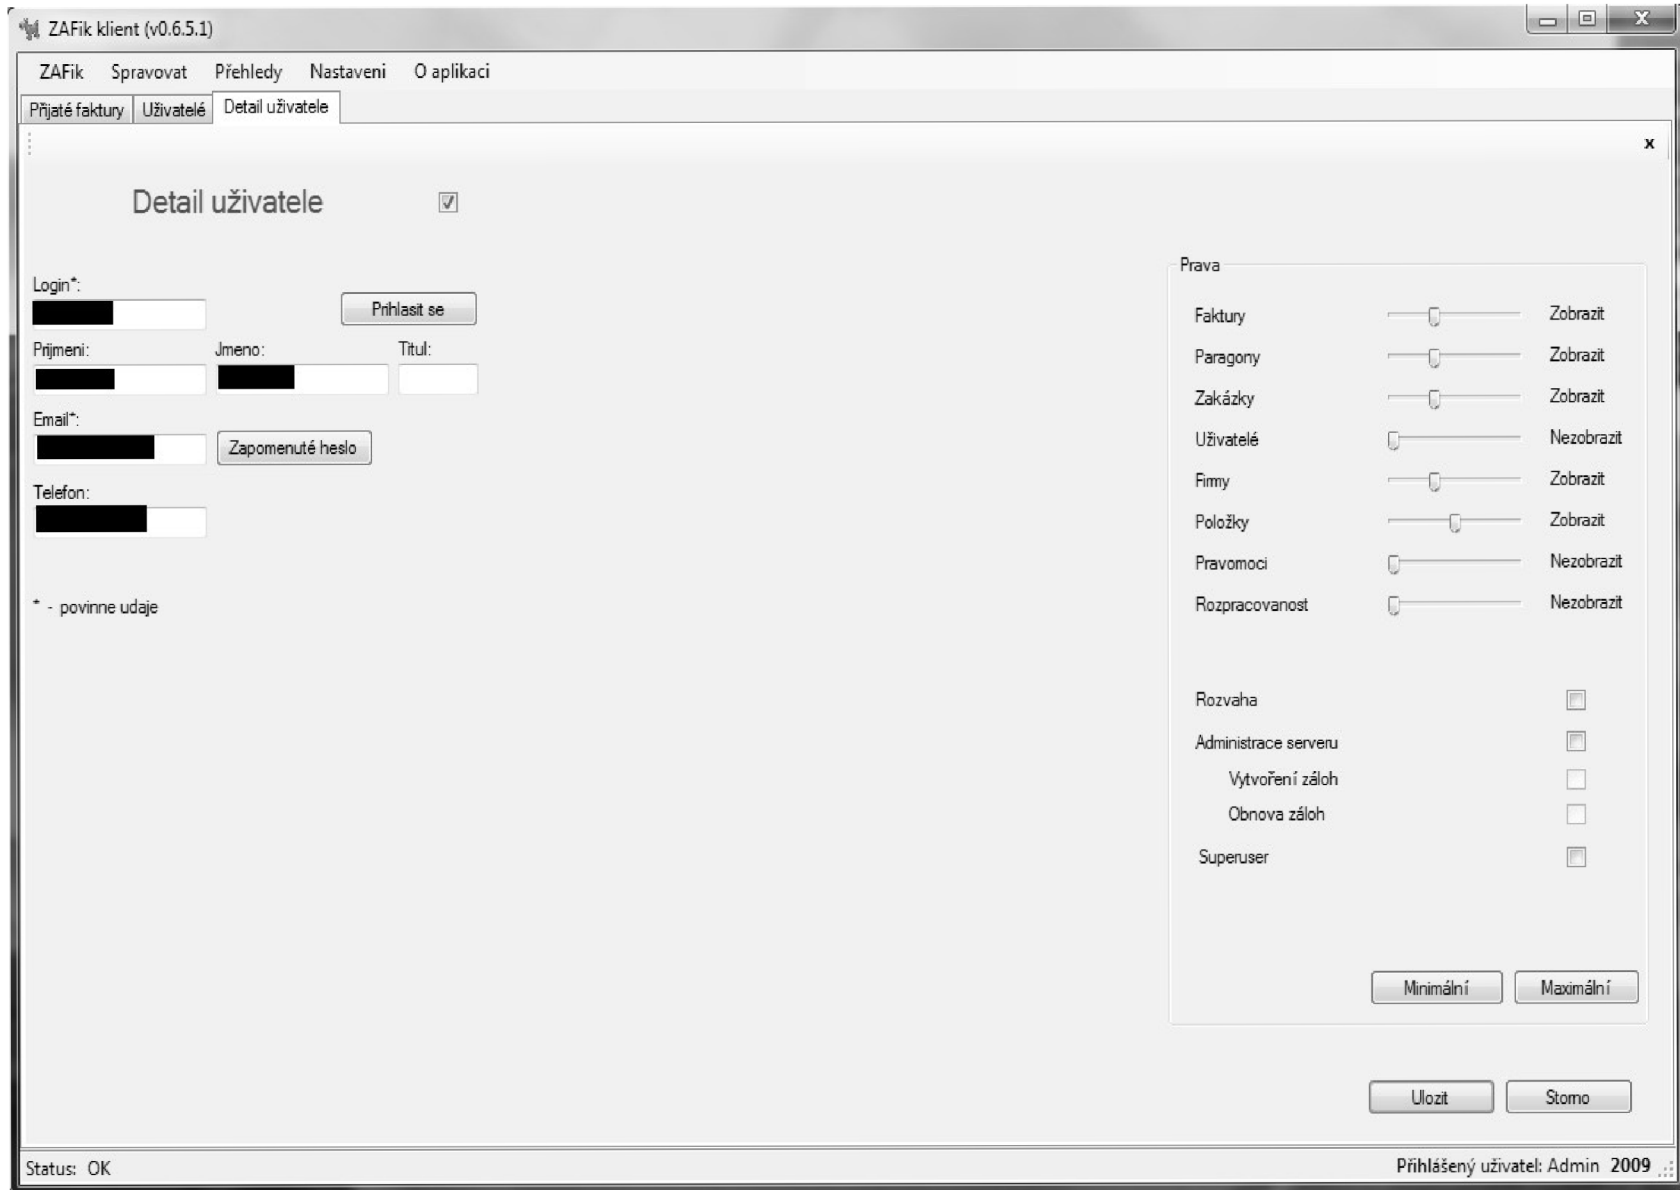 ZAFik klient (v0.6.5.1)
ZAFik Spravovat Přehledy Nastaveni O aplikaci
Přijaté faktury Uživatelé Detail uživatele
x
Detail uživatele
Login*:
Prihlasit se
Prijmeni: Jmeno: Titul:
Email*:
Zapomenuté heslo
Telefon:
* - povinne udaje
Prava
Faktury Zobrazit
Paragony Zobrazit
Zakázky Zobrazit
Uživatelé Nezobrazit
Firmy Zobrazit
Položky Zobrazit
Pravomoci Nezobrazit
Rozpracovanost Nezobrazit
Rozvaha
Administrace serveru
Vytvoření záloh
Obnova záloh
Superuser
Minimální Maximální
Ulozit Storno
Status: OK Přihlášený uživatel: Admin 2009